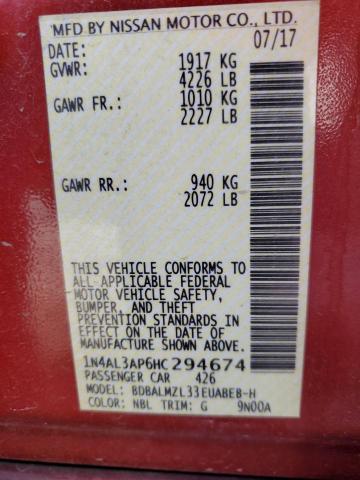 MFD BY NISSAN MOTOR CO., LTD.
DATE: 07/17
GVWR: 1917 KG
4226 LB
GAWR FR.: 1010 KG
2227 LB
GAWR RR.: 940 KG
2072 LB
THIS VEHICLE CONFORMS TO
ALL APPLICABLE FEDERAL
MOTOR VEHICLE SAFETY,
BUMPER, AND THEFT
PREVENTION STANDARDS IN
EFFECT ON THE DATE OF
MANUFACTURE SHOWN ABOVE.
1N4AL3AP6HC294674
PASSENGER CAR 426
MODEL: BDBALMZL33EUABEB-H
COLOR: NBL TRIM: G 9N00A